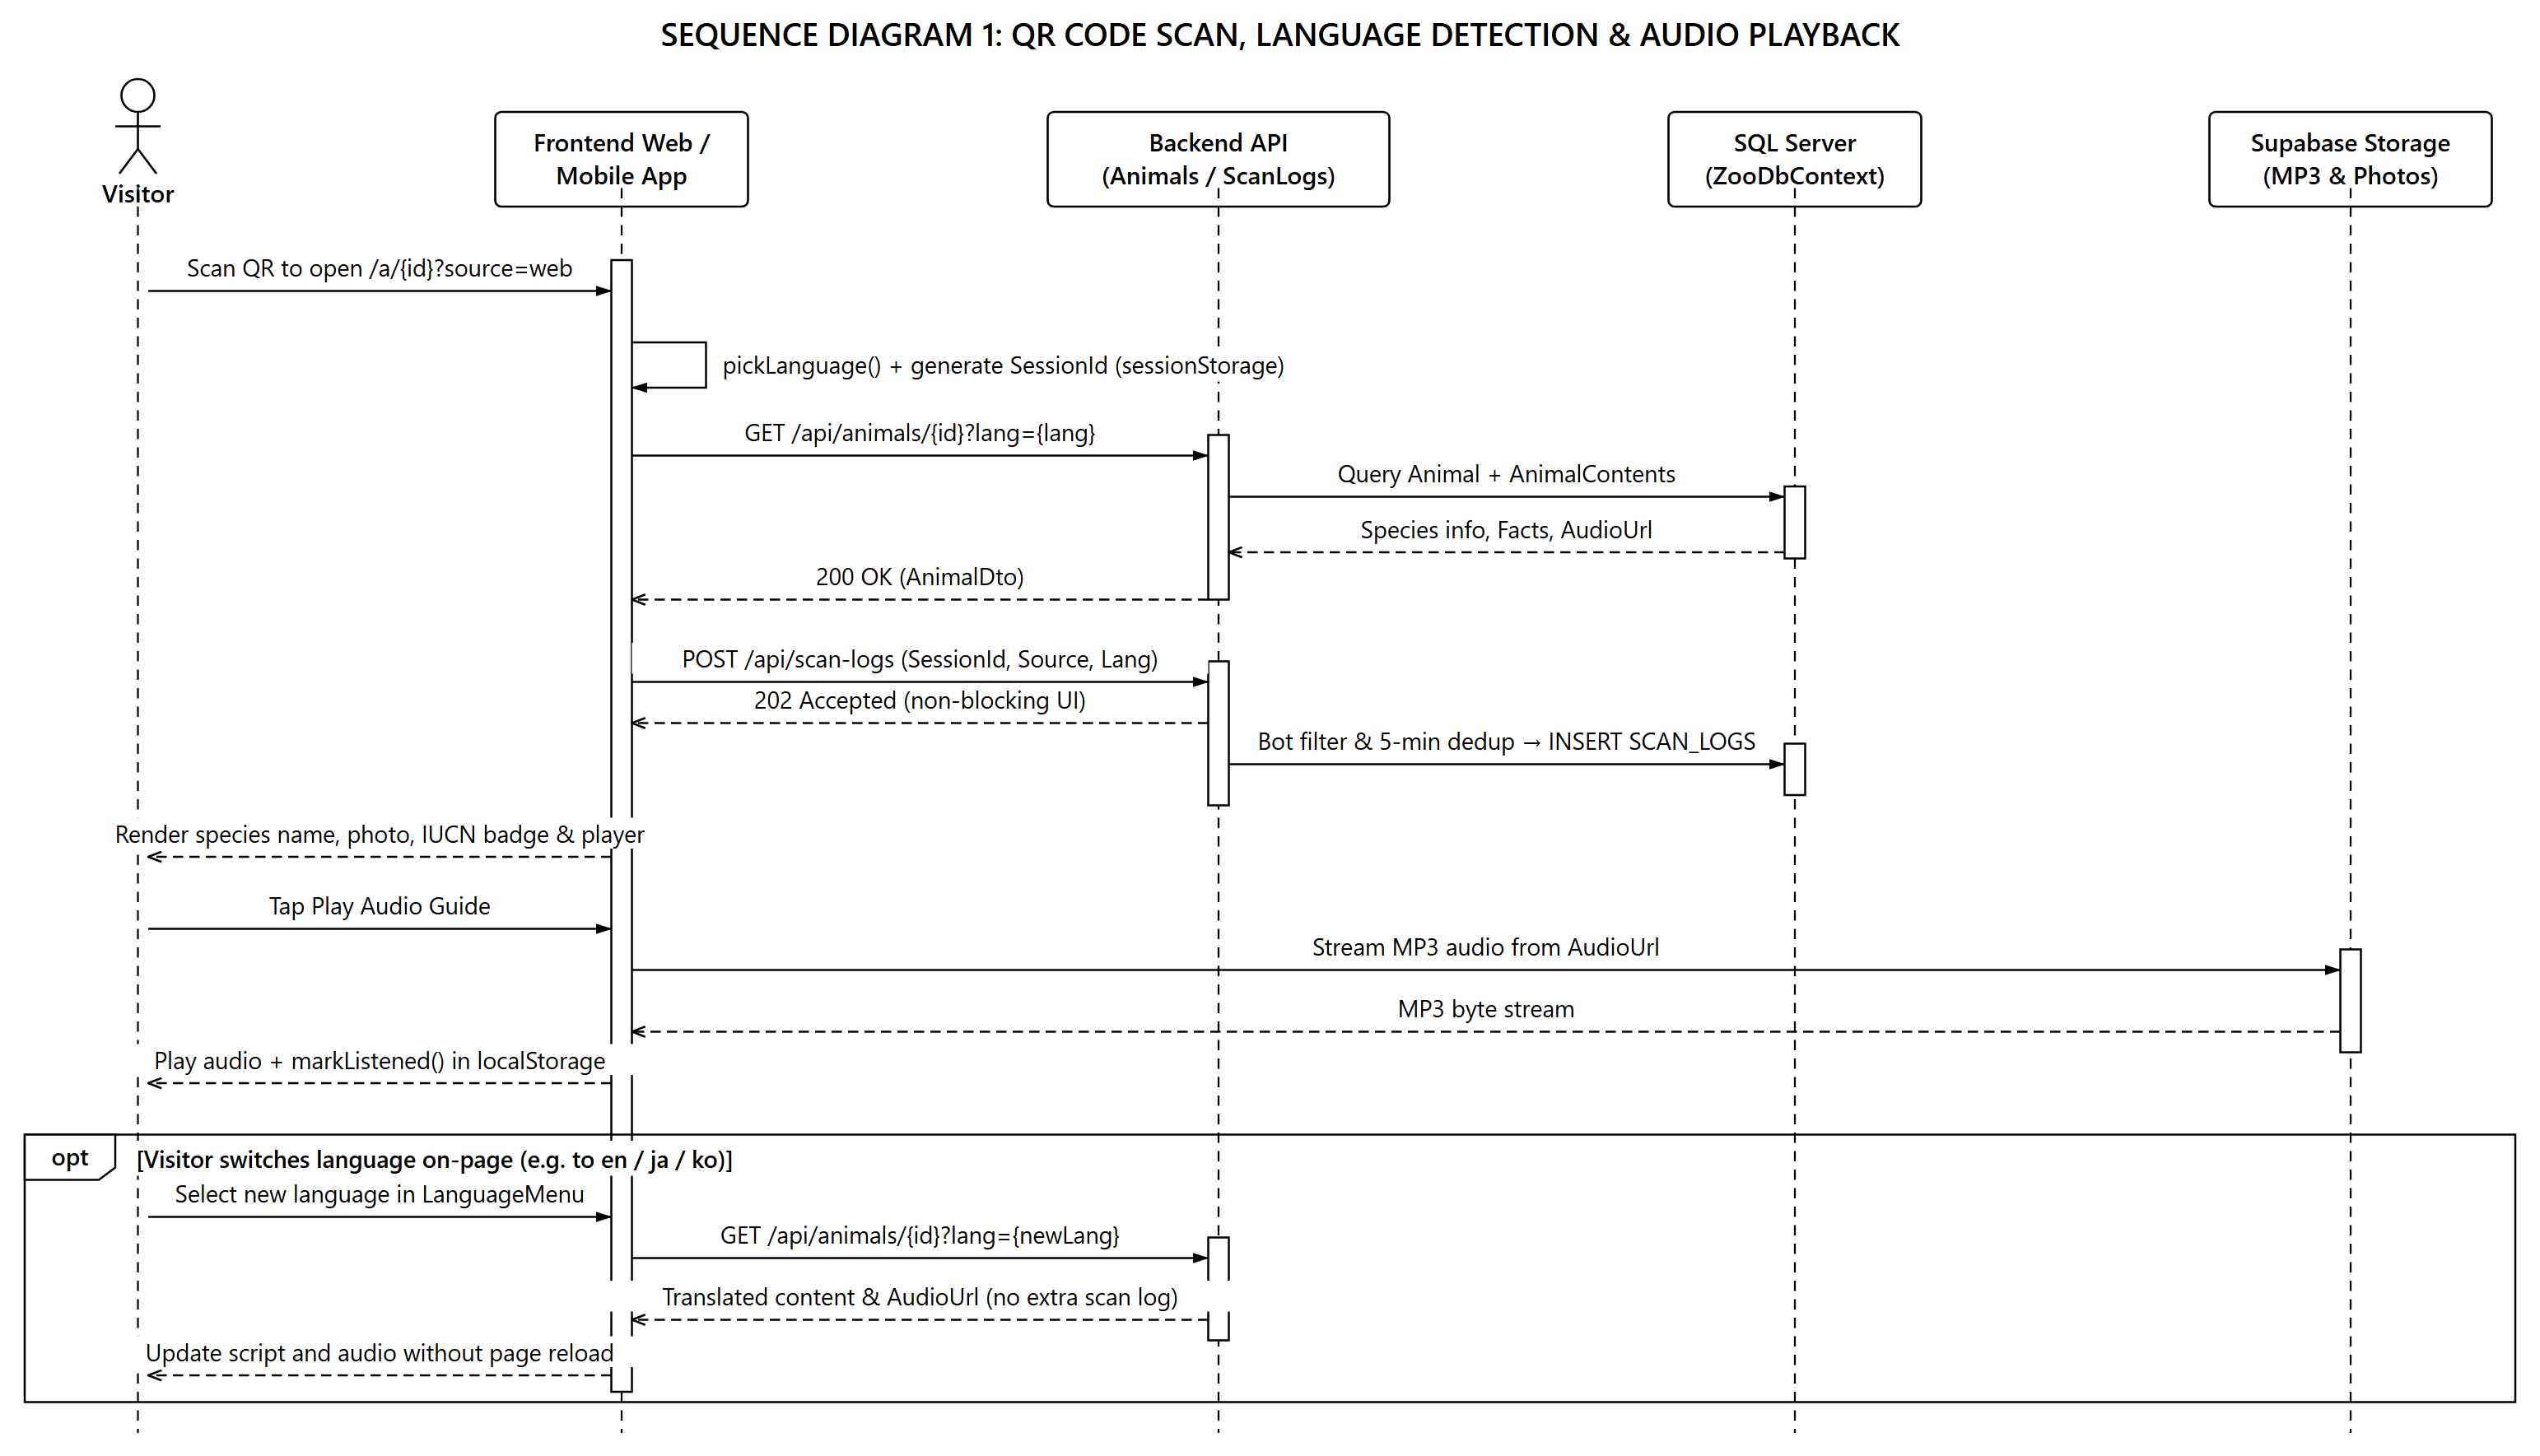 SEQUENCE DIAGRAM 1: QR CODE SCAN, LANGUAGE DETECTION & AUDIO PLAYBACK
Visitor
Frontend Web /
Mobile App
Backend API
(Animals / ScanLogs)
SQL Server
(ZooDbContext)
Supabase Storage
(MP3 & Photos)
Scan QR to open /a/{id}?source=web
pickLanguage() + generate SessionId (sessionStorage)
GET /api/animals/{id}?lang={lang}
Query Animal + AnimalContents
Species info, Facts, AudioUrl
200 OK (AnimalDto)
POST /api/scan-logs (SessionId, Source, Lang)
202 Accepted (non-blocking UI)
Bot filter & 5-min dedup → INSERT SCAN_LOGS
Render species name, photo, IUCN badge & player
Tap Play Audio Guide
Stream MP3 audio from AudioUrl
MP3 byte stream
Play audio + markListened() in localStorage
opt
[Visitor switches language on-page (e.g. to en / ja / ko)]
Select new language in LanguageMenu
GET /api/animals/{id}?lang={newLang}
Translated content & AudioUrl (no extra scan log)
Update script and audio without page reload